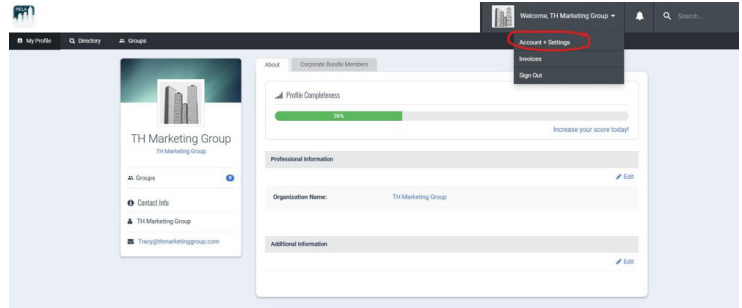 RELA
Welcome, TH Marketing Group
Search...
My Profile
Directory
Groups
Account + Settings
Invoices
Sign Out
About
Corporate Bundle Members
Profile Completeness
36%
Increase your score today!
TH Marketing Group
TH Marketing Group
Groups
0
Contact Info
TH Marketing Group
Tracy@thmarketinggroup.com
Professional Information
Edit
Organization Name: TH Marketing Group
Additional Information
Edit